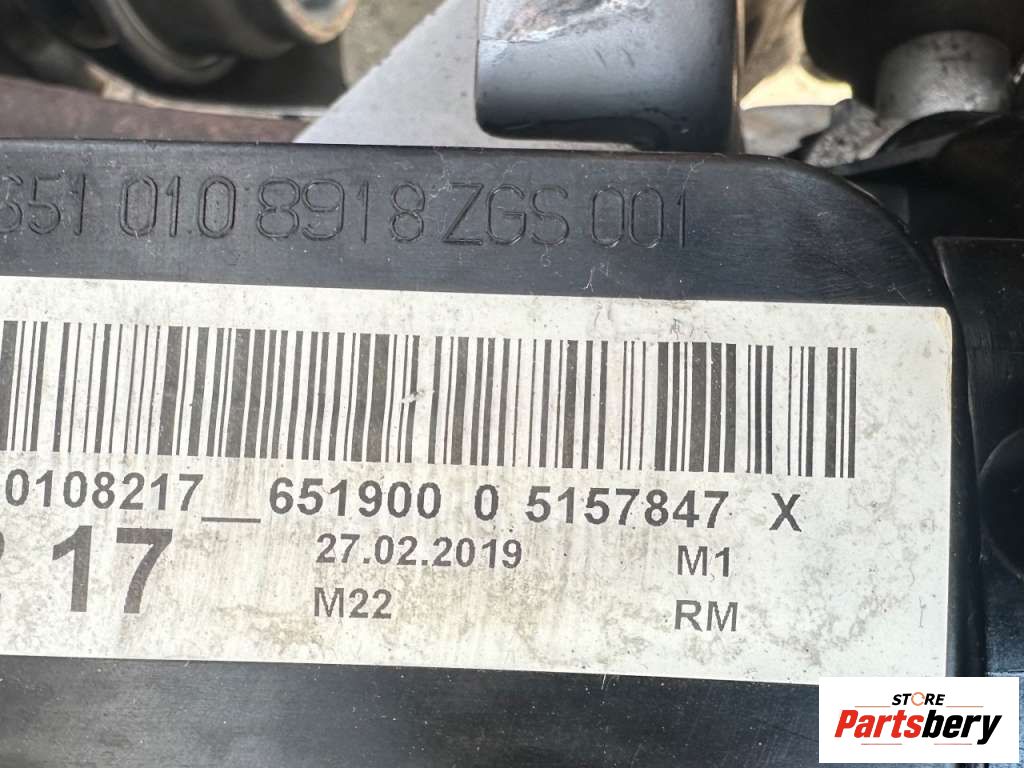 651 010 8918 ZGS 001
0108217__651900 0 5157847 X
17 27.02.2019 M1
M22 RM
STORE
Partsbery